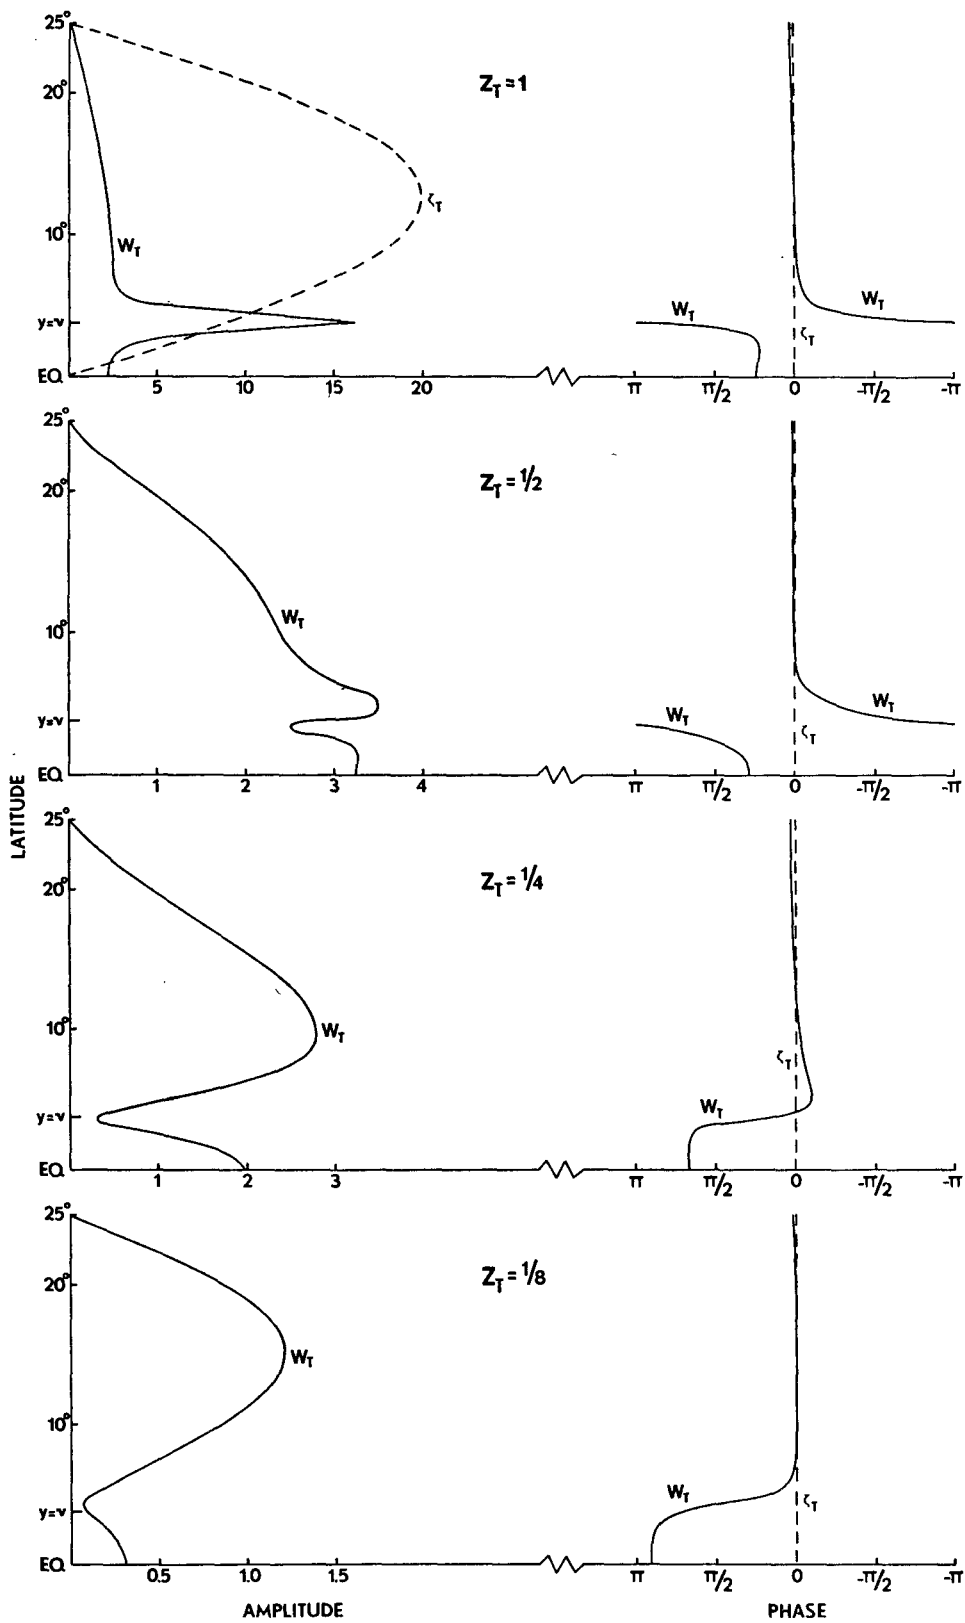 25°
20°
Z_T = 1
ζ_T
10°
W_T
W_T
W_T
y=ν
ζ_T
EQ
5 10 15 20 π π/2 0 -π/2 -π
25°
20°
Z_T = 1/2
W_T
10°
W_T
W_T
y=ν
ζ_T
EQ
1 2 3 4 π π/2 0 -π/2 -π
LATITUDE
25°
20°
Z_T = 1/4
10°
W_T
ζ_T
W_T
y=ν
EQ
1 2 3 π π/2 0 -π/2 -π
25°
20°
Z_T = 1/8
W_T
10°
W_T
ζ_T
y=ν
EQ
0.5 1.0 1.5 π π/2 0 -π/2 -π
AMPLITUDE PHASE